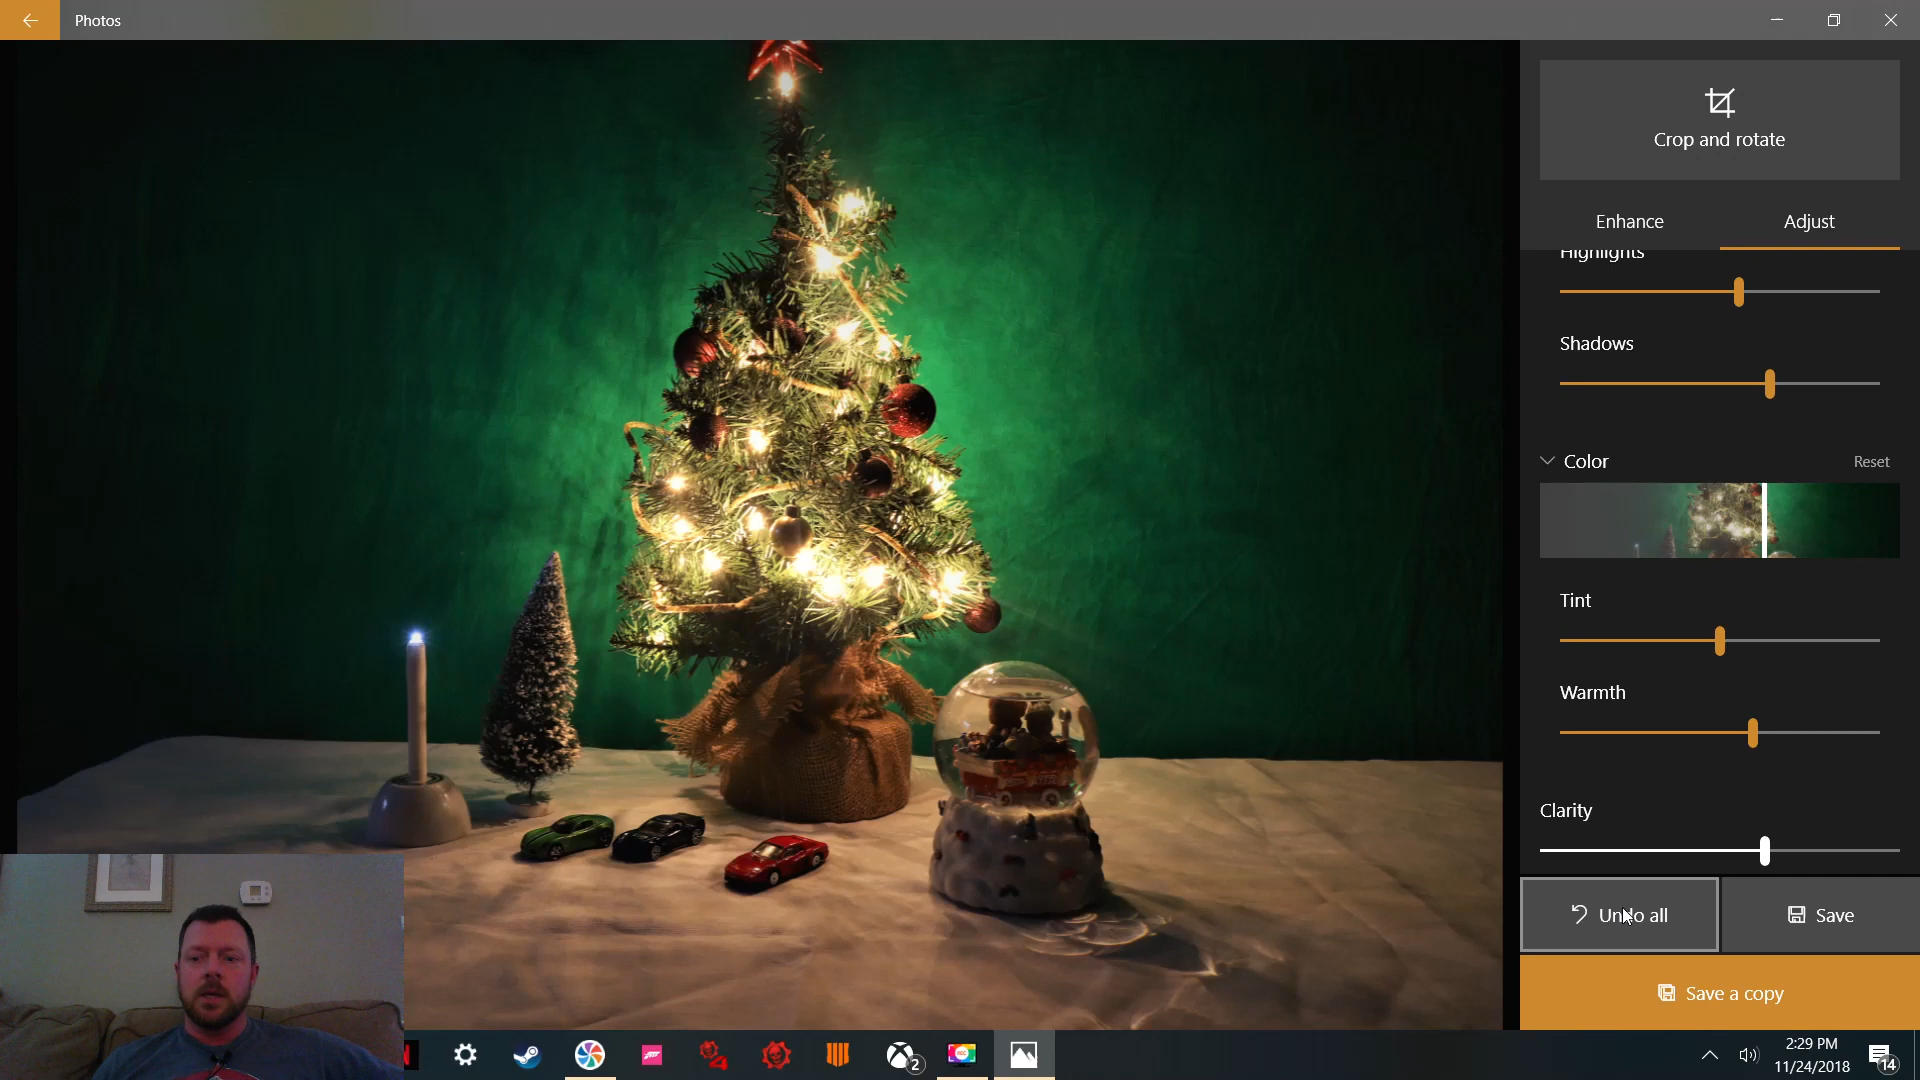 Photos
Crop and rotate
Enhance
Adjust
Highlights
Shadows
Color
Reset
Tint
Warmth
Clarity
Undo all
Save
Save a copy
2
2:29 PM
11/24/2018
14